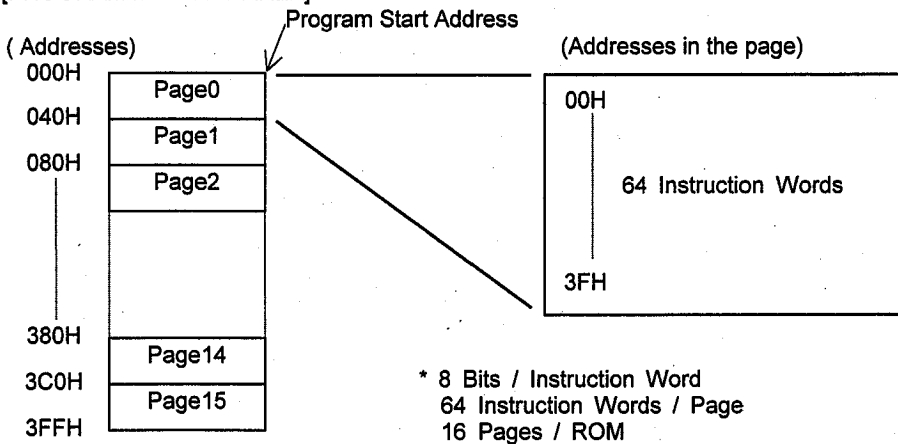 Program Start Address
( Addresses)
(Addresses in the page)
000H
Page0
00H
040H
Page1
080H
Page2
64 Instruction Words
3FH
380H
Page14
3C0H
Page15
3FFH
* 8 Bits / Instruction Word
64 Instruction Words / Page
16 Pages / ROM